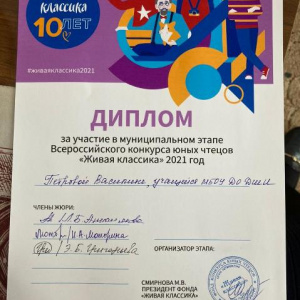 классика
10 ЛЕТ
#живаяклассика2021
ДИПЛОМ
за участие в муниципальном этапе
Всероссийского конкурса юных чтецов
«Живая классика» 2021 год
Петровой Василине, учащейся МБОУ ДО ДШИ
ЧЛЕНЫ ЖЮРИ:
ОРГАНИЗАТОР ЭТАПА:
СМИРНОВА М.В.
ПРЕЗИДЕНТ ФОНДА
«ЖИВАЯ КЛАССИКА»